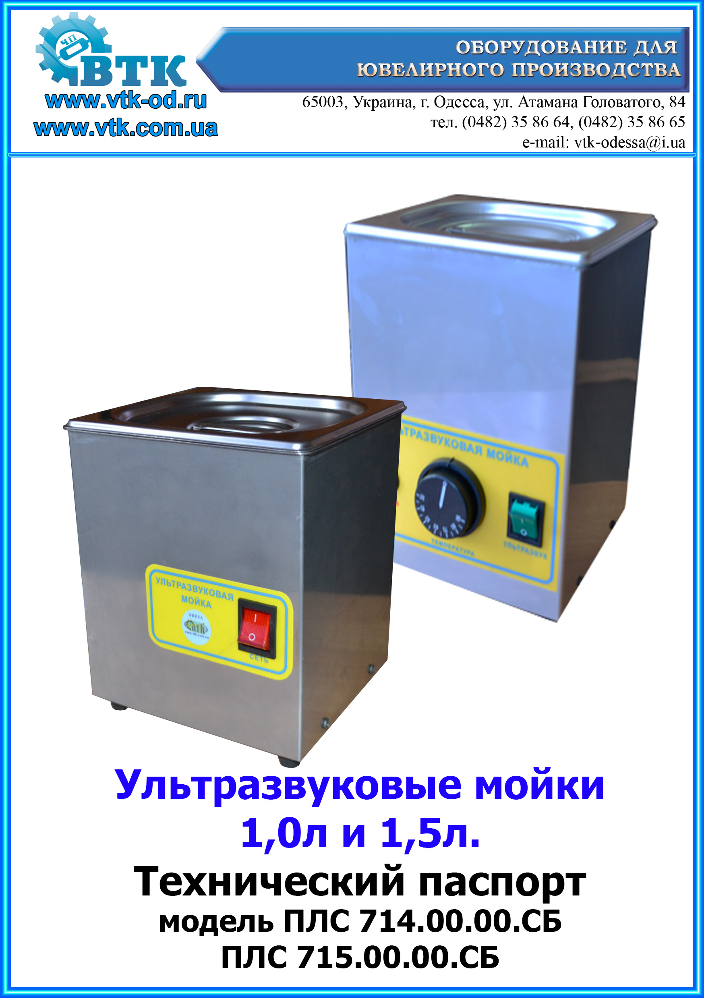 ЧП
ВТК
www.vtk-od.ru
www.vtk.com.ua
ОБОРУДОВАНИЕ ДЛЯ
ЮВЕЛИРНОГО ПРОИЗВОДСТВА
65003, Украина, г. Одесса, ул. Атамана Головатого, 84
тел. (0482) 35 86 64, (0482) 35 86 65
e-mail: vtk-odessa@i.ua
ЬТРАЗВУКОВАЯ МОЙКА
ТЕМПЕРАТУРА
УЛЬТРАЗВУК
УЛЬТРАЗВУКОВАЯ
МОЙКА
ODESA
ВТК
www.vtk.com.ua
СЕТЬ
Ультразвуковые мойки
1,0л и 1,5л.
Технический паспорт
модель ПЛС 714.00.00.СБ
ПЛС 715.00.00.СБ